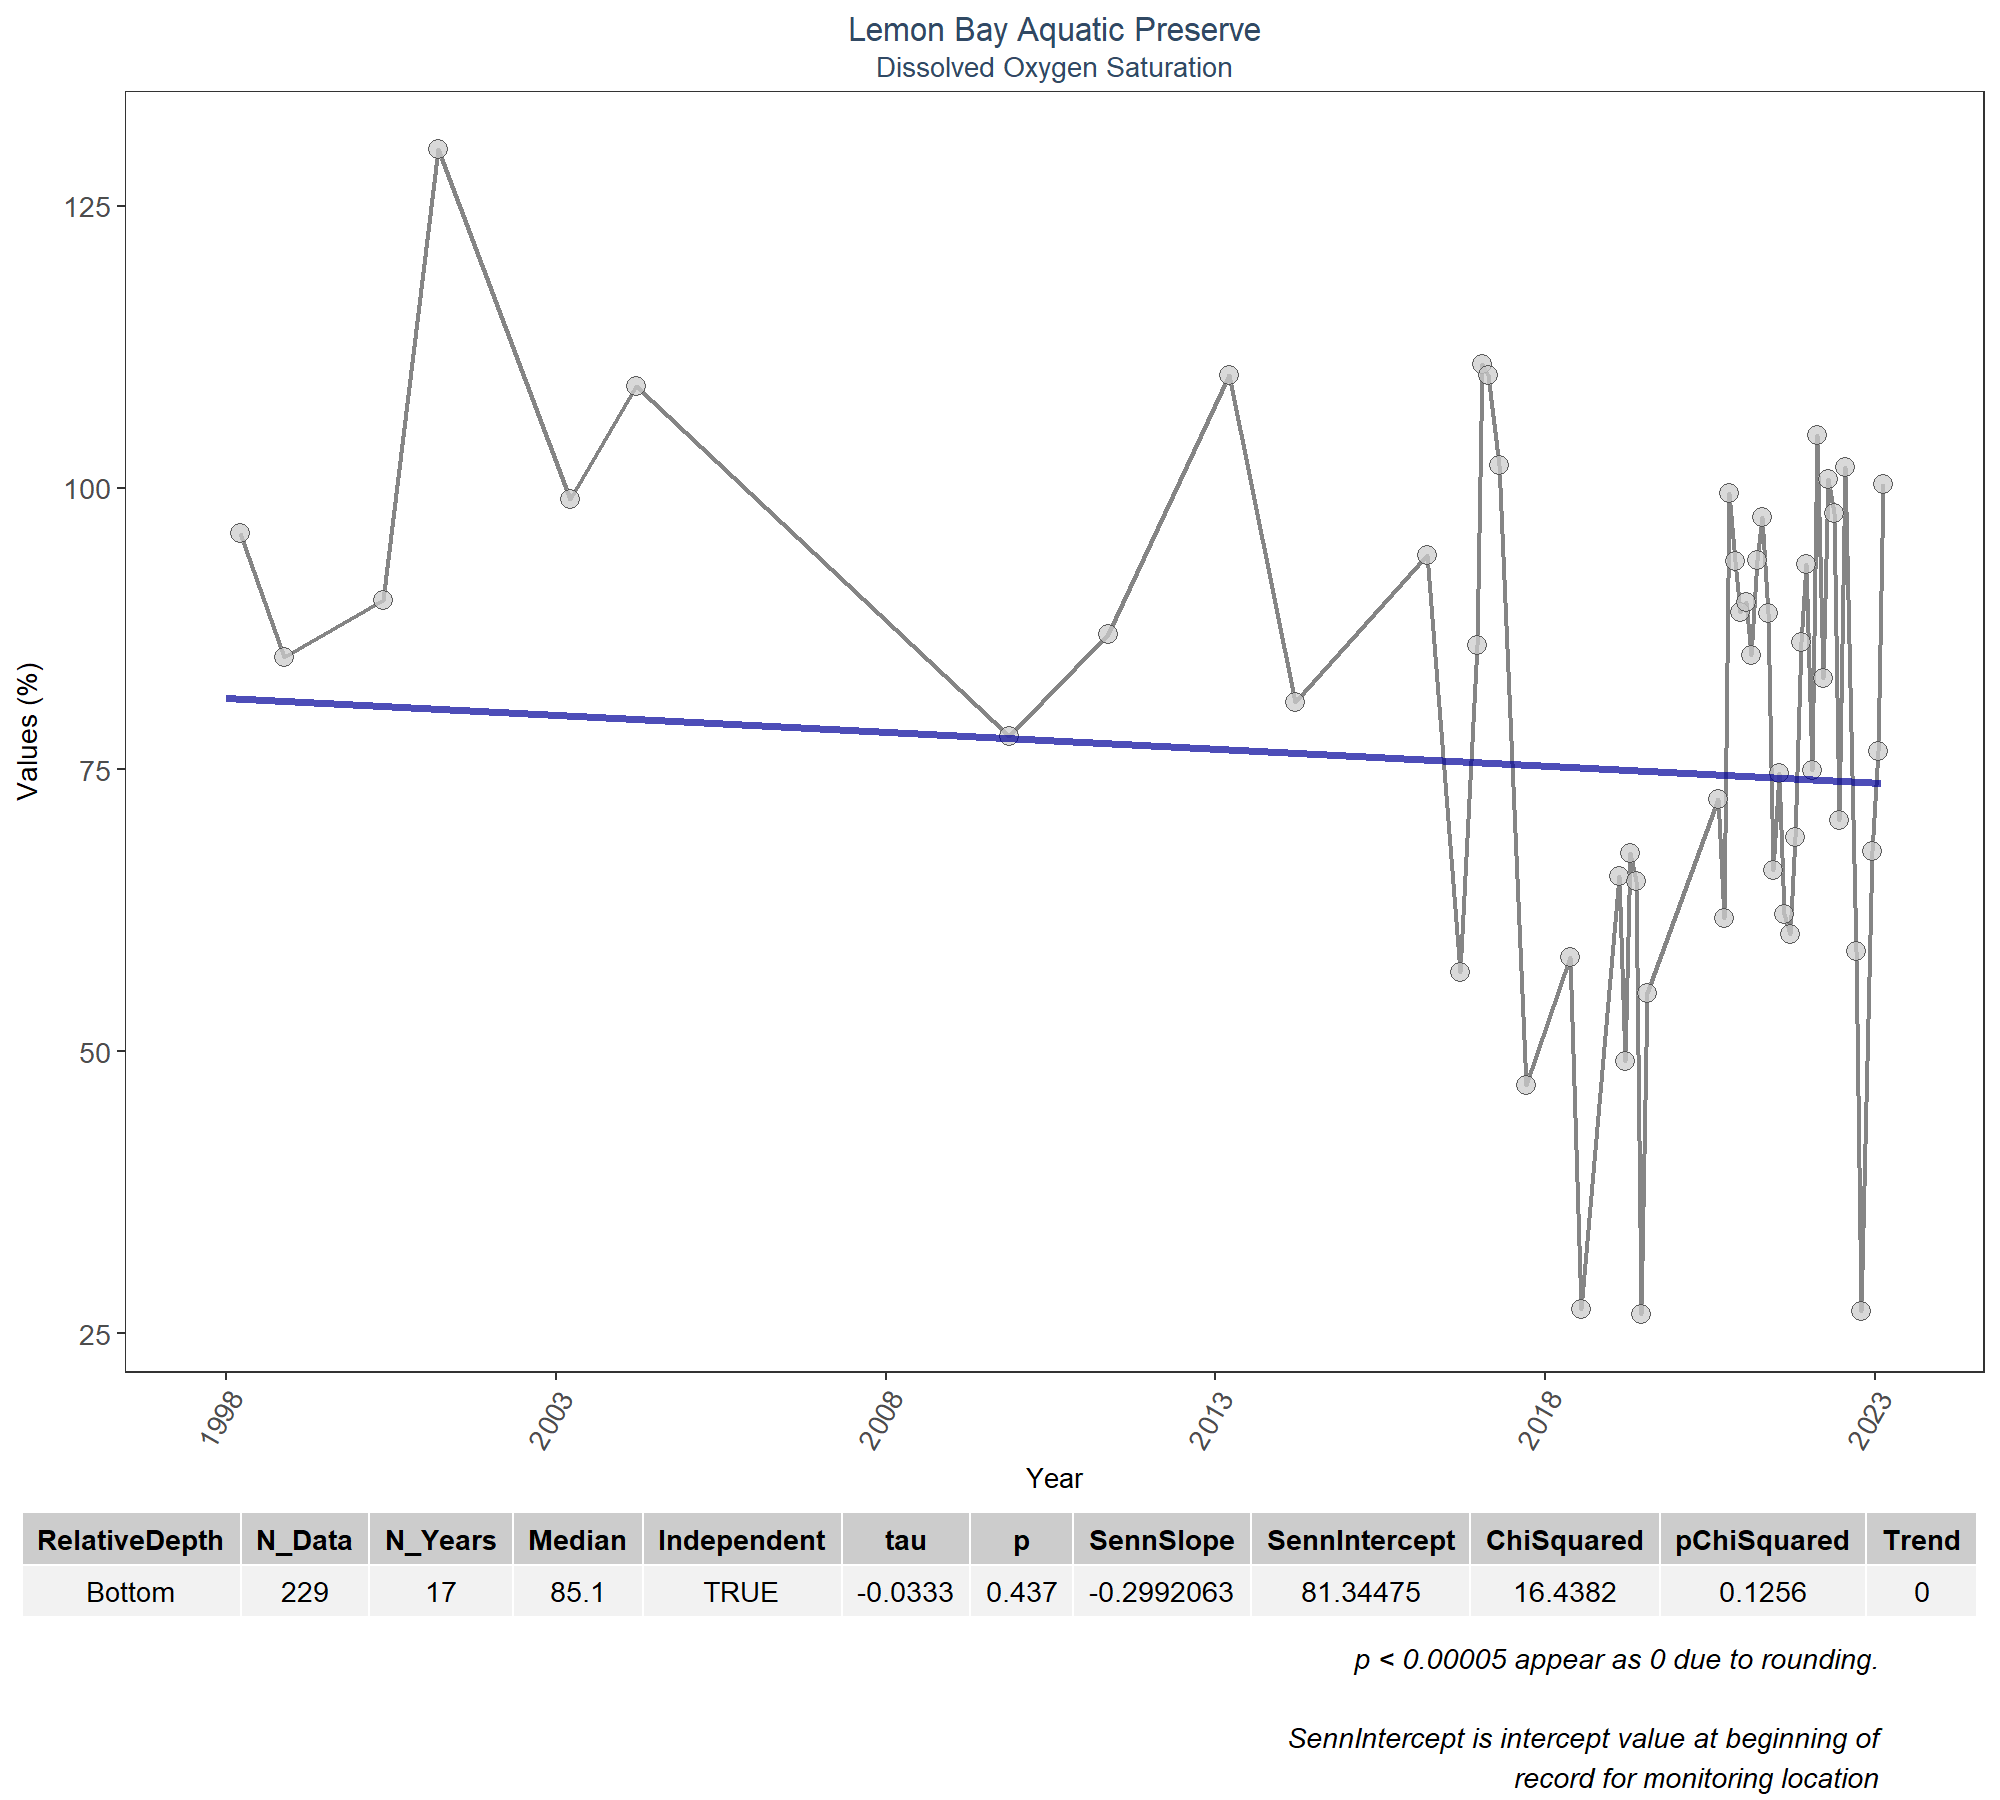 Lemon Bay Aquatic Preserve
Dissolved Oxygen Saturation
Values (%)
125
100
75
50
25
1998 2003 2008 2013 2018 2023
Year
RelativeDepth N_Data N_Years Median Independent tau p SennSlope SennIntercept ChiSquared pChiSquared Trend
Bottom 229 17 85.1 TRUE -0.0333 0.437 -0.2992063 81.34475 16.4382 0.1256 0
p < 0.00005 appear as 0 due to rounding.
SennIntercept is intercept value at beginning of
record for monitoring location